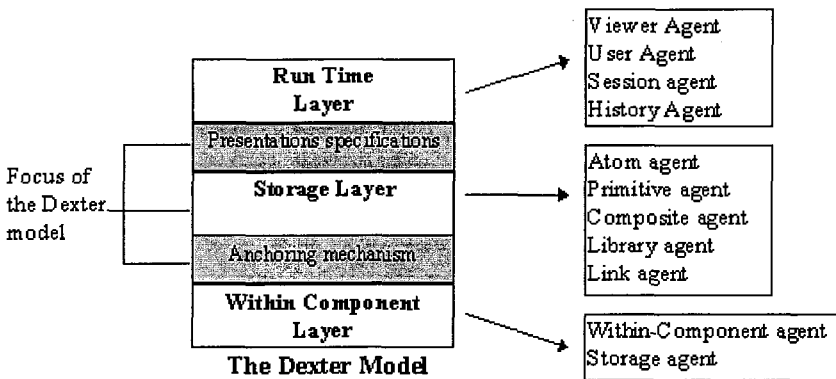 Focus of
the Dexter
model
Run Time
Layer
Presentations specifications
Storage Layer
Anchoring mechanism
Within Component
Layer
The Dexter Model
Viewer Agent
User Agent
Session agent
History Agent
Atom agent
Primitive agent
Composite agent
Library agent
Link agent
Within-Component agent
Storage agent